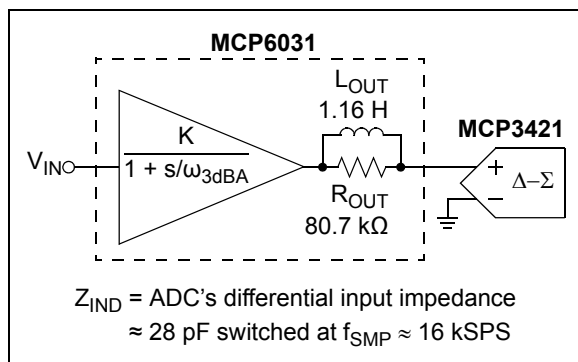 MCP6031
L_OUT
1.16 H
MCP3421
K
V_IN
1 + s/ω_3dBA
+
Δ–Σ
–
R_OUT
80.7 kΩ
Z_IND = ADC's differential input impedance
≈ 28 pF switched at f_SMP ≈ 16 kSPS